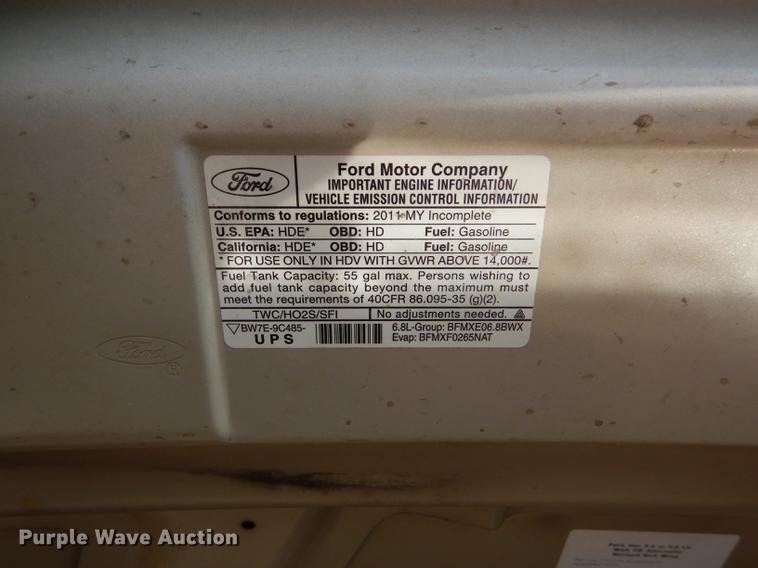 Ford
Ford Motor Company
IMPORTANT ENGINE INFORMATION/
VEHICLE EMISSION CONTROL INFORMATION
Conforms to regulations: 2011 MY Incomplete
U.S. EPA: HDE* OBD: HD Fuel: Gasoline
California: HDE* OBD: HD Fuel: Gasoline
* FOR USE ONLY IN HDV WITH GVWR ABOVE 14,000#.
Fuel Tank Capacity: 55 gal max. Persons wishing to
add fuel tank capacity beyond the maximum must
meet the requirements of 40CFR 86.095-35 (g)(2).
TWC/HO2S/SFI No adjustments needed.
BW7E-9C485-
UPS
6.8L-Group: BFMXE06.8BWX
Evap: BFMXF0265NAT
Ford
®
Purple Wave Auction